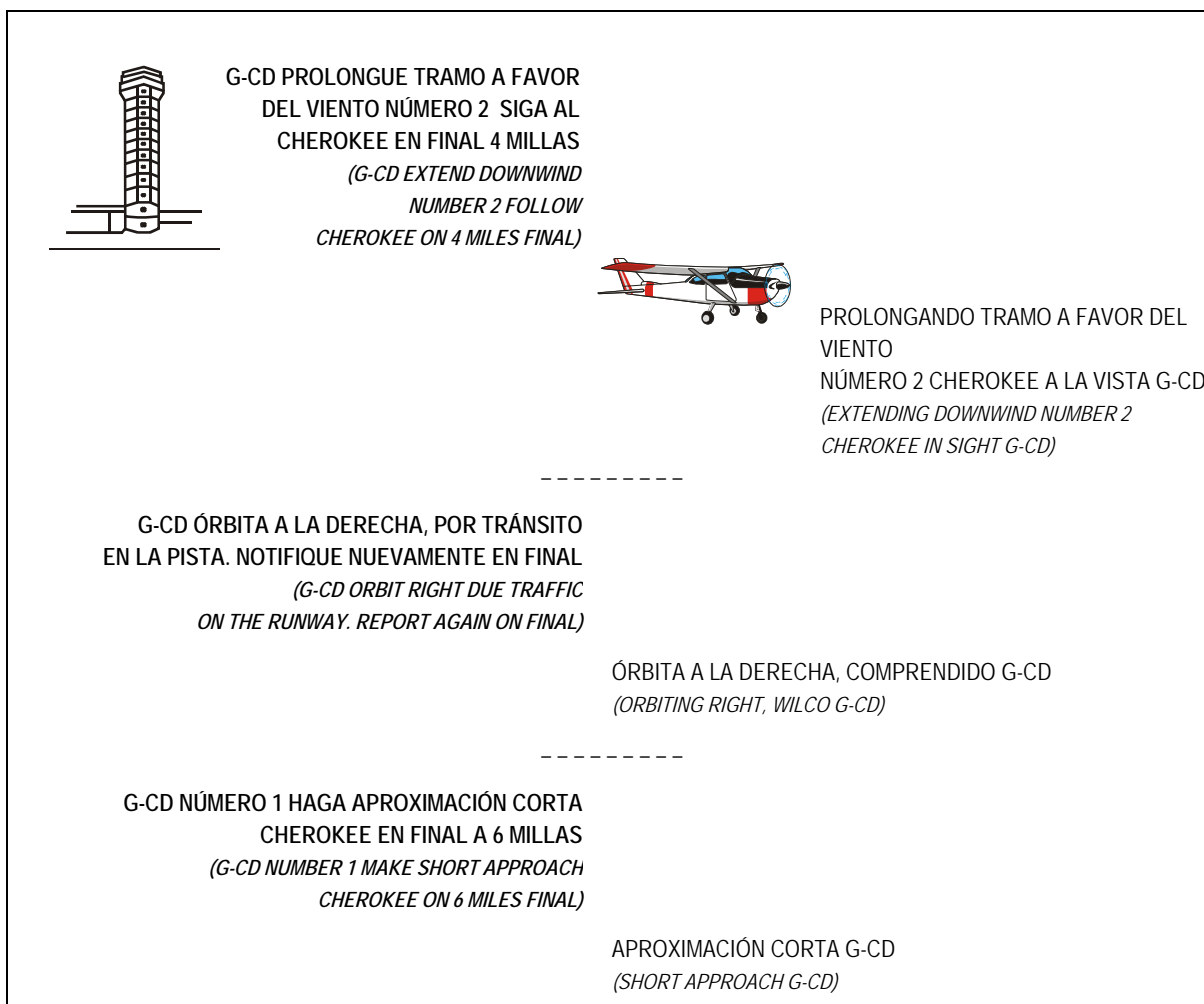 G-CD PROLONGUE TRAMO A FAVOR
DEL VIENTO NÚMERO 2 SIGA AL
CHEROKEE EN FINAL 4 MILLAS
(G-CD EXTEND DOWNWIND
NUMBER 2 FOLLOW
CHEROKEE ON 4 MILES FINAL)
PROLONGANDO TRAMO A FAVOR DEL
VIENTO
NÚMERO 2 CHEROKEE A LA VISTA G-CD
(EXTENDING DOWNWIND NUMBER 2
CHEROKEE IN SIGHT G-CD)
_ _ _ _ _ _ _ _ _
G-CD ÓRBITA A LA DERECHA, POR TRÁNSITO
EN LA PISTA. NOTIFIQUE NUEVAMENTE EN FINAL
(G-CD ORBIT RIGHT DUE TRAFFIC
ON THE RUNWAY. REPORT AGAIN ON FINAL)
ÓRBITA A LA DERECHA, COMPRENDIDO G-CD
(ORBITING RIGHT, WILCO G-CD)
_ _ _ _ _ _ _ _ _
G-CD NÚMERO 1 HAGA APROXIMACIÓN CORTA
CHEROKEE EN FINAL A 6 MILLAS
(G-CD NUMBER 1 MAKE SHORT APPROACH
CHEROKEE ON 6 MILES FINAL)
APROXIMACIÓN CORTA G-CD
(SHORT APPROACH G-CD)